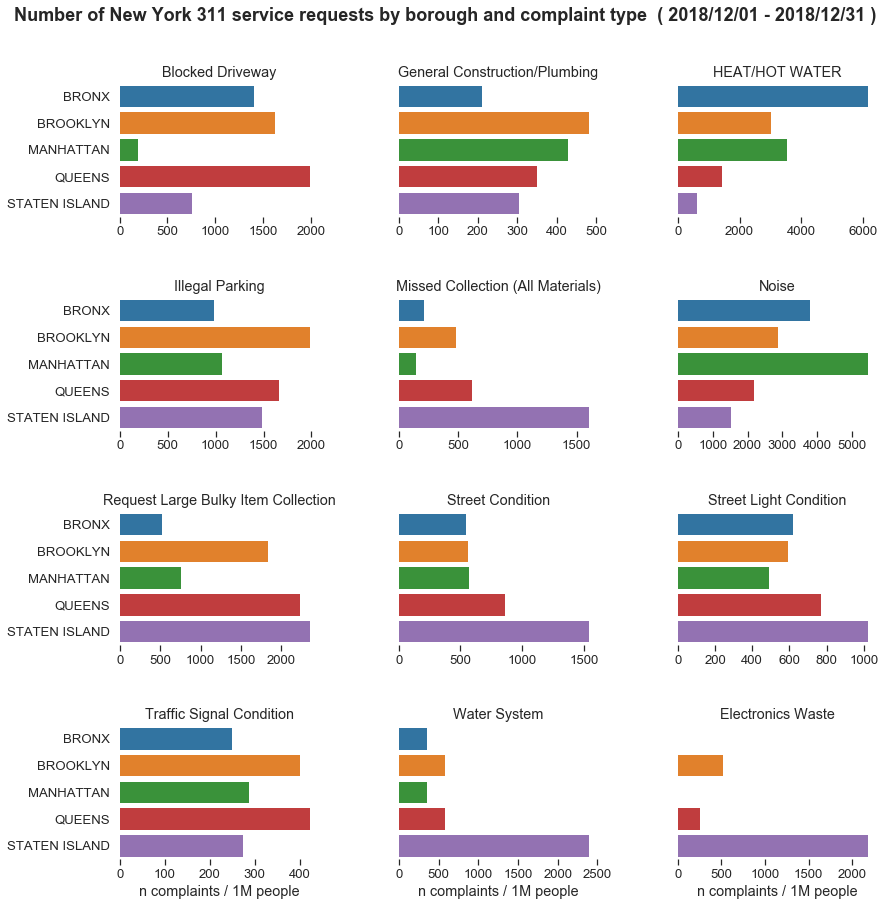 Number of New York 311 service requests by borough and complaint type ( 2018/12/01 - 2018/12/31 )
Blocked Driveway
General Construction/Plumbing
HEAT/HOT WATER
BRONX
BROOKLYN
MANHATTAN
QUEENS
STATEN ISLAND
0 500 1000 1500 2000
0 100 200 300 400 500
0 2000 4000 6000
Illegal Parking
Missed Collection (All Materials)
Noise
BRONX
BROOKLYN
MANHATTAN
QUEENS
STATEN ISLAND
0 500 1000 1500 2000
0 500 1000 1500
0 1000 2000 3000 4000 5000
Request Large Bulky Item Collection
Street Condition
Street Light Condition
BRONX
BROOKLYN
MANHATTAN
QUEENS
STATEN ISLAND
0 500 1000 1500 2000
0 500 1000 1500
0 200 400 600 800 1000
Traffic Signal Condition
Water System
Electronics Waste
BRONX
BROOKLYN
MANHATTAN
QUEENS
STATEN ISLAND
0 100 200 300 400
0 500 1000 1500 2000 2500
0 500 1000 1500 2000
n complaints / 1M people
n complaints / 1M people
n complaints / 1M people